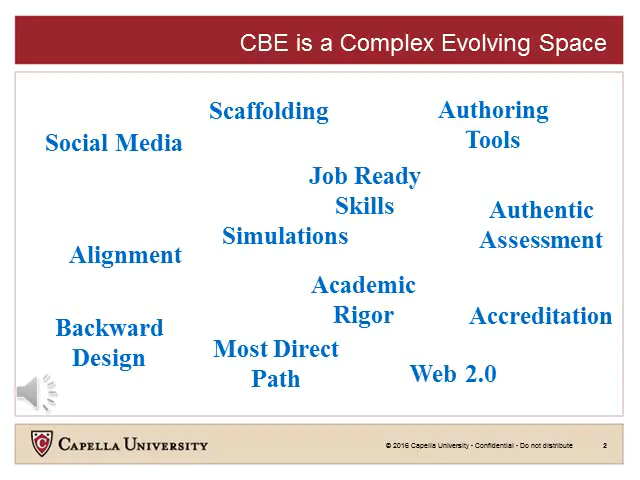 CBE is a Complex Evolving Space
Scaffolding
Authoring
Tools
Social Media
Job Ready
Skills
Authentic
Assessment
Simulations
Alignment
Academic
Rigor
Accreditation
Backward
Design
Most Direct
Path
Web 2.0
CAPELLA UNIVERSITY
© 2016 Capella University - Confidential - Do not distribute
2